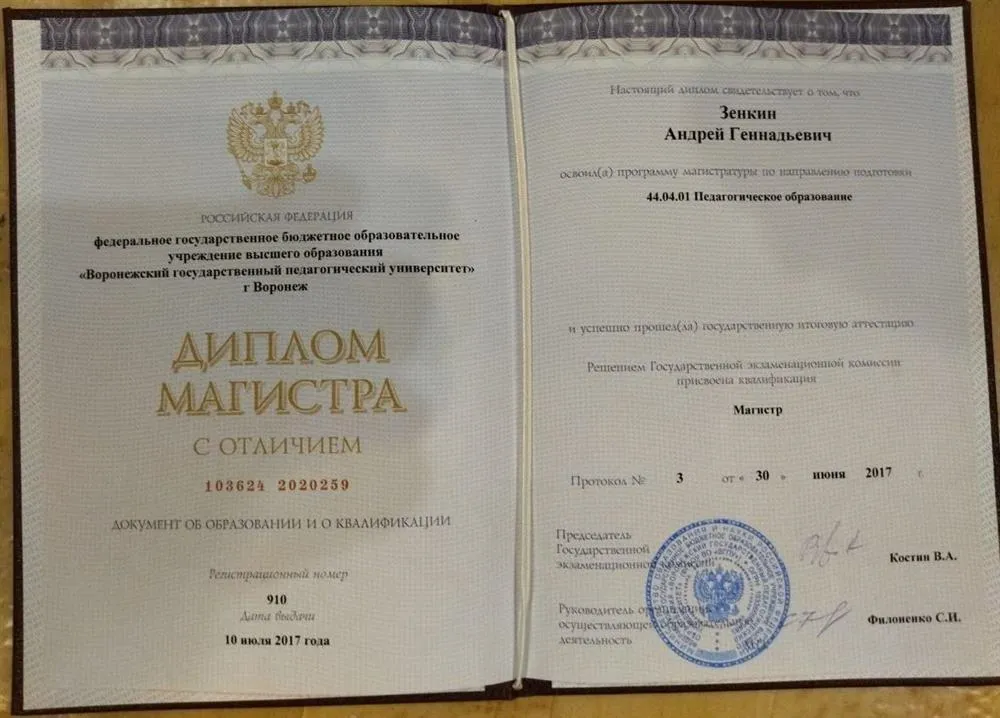 РОССИЙСКАЯ ФЕДЕРАЦИЯ
федеральное государственное бюджетное образовательное
учреждение высшего образования
«Воронежский государственный педагогический университет»
г Воронеж
ДИПЛОМ
МАГИСТРА
С ОТЛИЧИЕМ
103624 2020259
ДОКУМЕНТ ОБ ОБРАЗОВАНИИ И О КВАЛИФИКАЦИИ
Регистрационный номер
910
Дата выдачи
10 июля 2017 года
Настоящий диплом свидетельствует о том, что
Зенкин
Андрей Геннадьевич
освоил(а) программу магистратуры по направлению подготовки
44.04.01 Педагогическое образование
и успешно прошел(ла) государственную итоговую аттестацию
Решением Государственной экзаменационной комиссии
присвоена квалификация
Магистр
Протокол № 3 от « 30 » июня 2017 г.
Председатель
Государственной
экзаменационной комиссии
Костин В.А.
Руководитель организации,
осуществляющей образовательную
деятельность
Филоненко С.И.